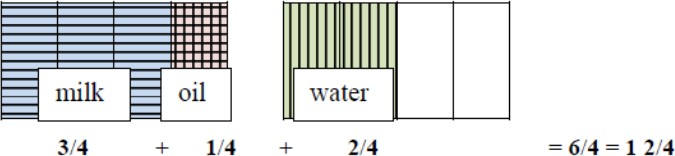 milk oil water
3/4 + 1/4 + 2/4 = 6/4 = 1 2/4